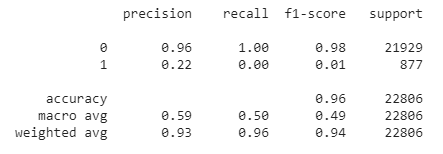 precision recall f1-score support
0 0.96 1.00 0.98 21929
1 0.22 0.00 0.01 877
accuracy 0.96 22806
macro avg 0.59 0.50 0.49 22806
weighted avg 0.93 0.96 0.94 22806